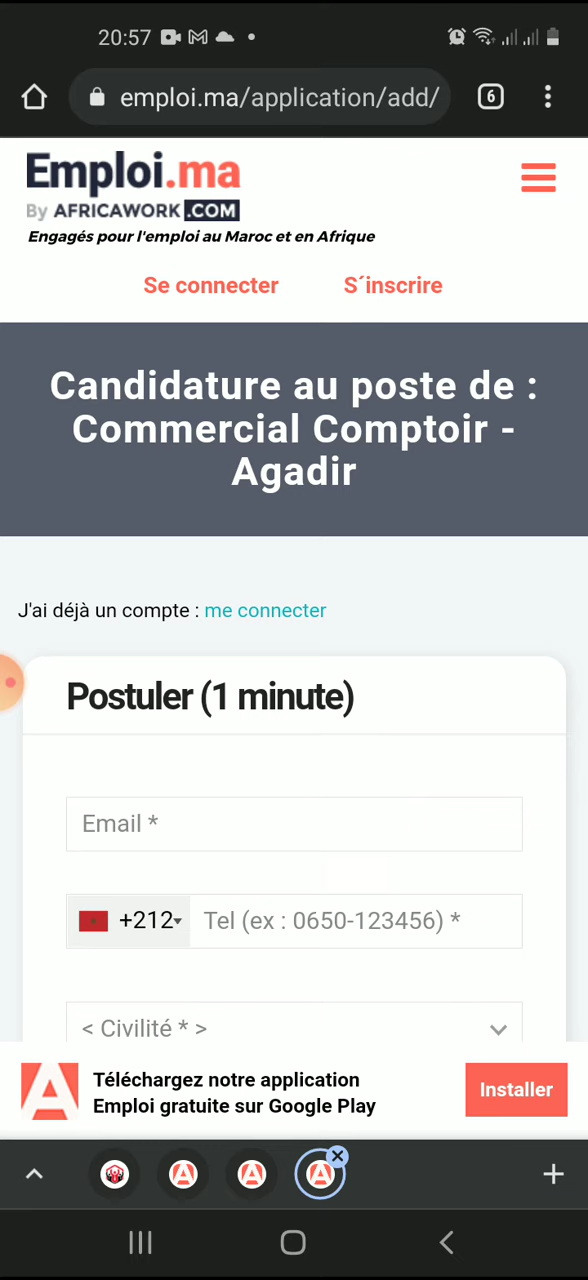 20:57
emploi.ma/application/add/
6
Emploi.ma
By AFRICAWORK.COM
Engagés pour l'emploi au Maroc et en Afrique
Se connecter S´inscrire
Candidature au poste de :
Commercial Comptoir -
Agadir
J'ai déjà un compte : me connecter
Postuler (1 minute)
Email *
+212 Tel (ex : 0650-123456) *
< Civilité * >
Téléchargez notre application
Emploi gratuite sur Google Play
Installer